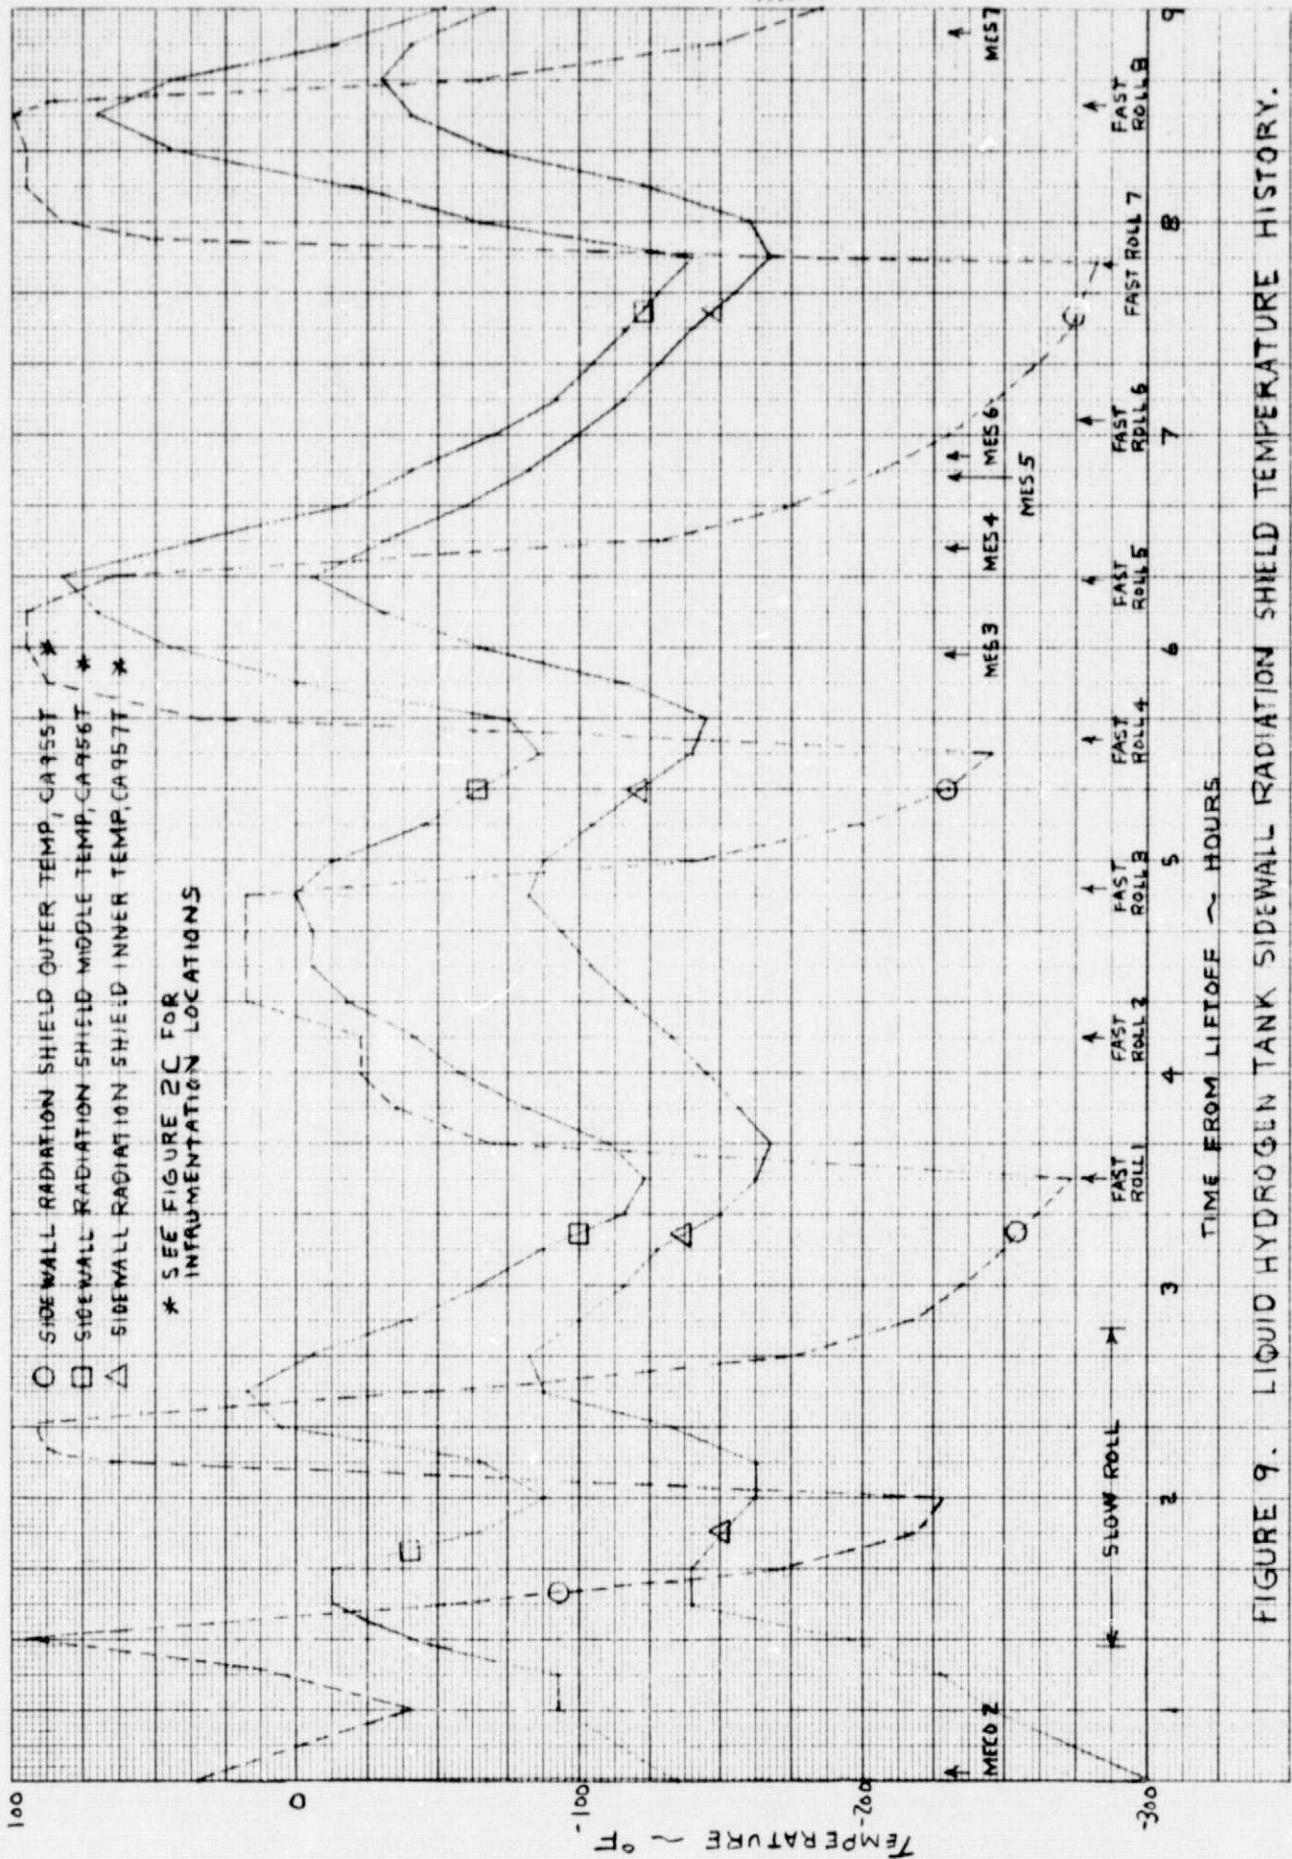 ○ SIDEWALL RADIATION SHIELD OUTER TEMP, CA955T *
□ SIDEWALL RADIATION SHIELD MIDDLE TEMP, CA956T *
△ SIDEWALL RADIATION SHIELD INNER TEMP, CA957T *
* SEE FIGURE 2C FOR
INTRUMENTATION LOCATIONS
100
0
-100
-200
-300
TEMPERATURE ~ °F
MECO 2
SLOW ROLL
MES 3
MES 4
MES 5
MES 6
MES 7
FAST
ROLL 1
FAST
ROLL 2
FAST
ROLL 3
FAST
ROLL 4
FAST
ROLL 5
FAST
ROLL 6
FAST ROLL 7
FAST
ROLL 8
1 2 3 4 5 6 7 8 9
TIME FROM LIFTOFF ~ HOURS
FIGURE 9. LIQUID HYDROGEN TANK SIDEWALL RADIATION SHIELD TEMPERATURE HISTORY.